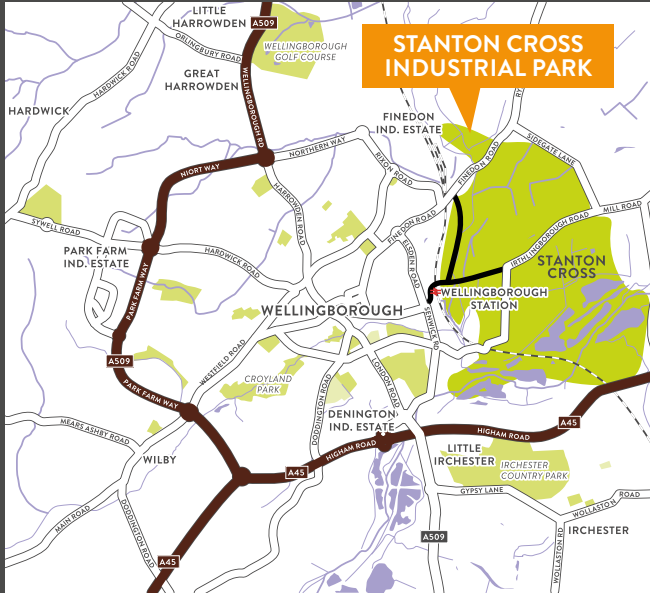 LITTLE
HARROWDEN
A509
ORLINGBURY ROAD
WELLINGBOROUGH
GOLF COURSE
STANTON CROSS
INDUSTRIAL PARK
HARDWICK ROAD
GREAT
HARROWDEN
WELLINGBOROUGH RD
HARDWICK
FINEDON
IND. ESTATE
RY
SIDEGATE LANE
NORTHERN WAY
RIXON ROAD
FINEDON ROAD
NIORT WAY
HARROWDEN ROAD
MILL ROAD
SYWELL ROAD
FINEDON ROAD
IRTHLINGBOROUGH ROAD
PARK FARM
IND. ESTATE
HARDWICK ROAD
ELSDEN ROAD
STANTON
CROSS
PARK FARM WAY
WELLINGBOROUGH
STATION
WELLINGBOROUGH
SENWICK RD
A509
WESTFIELD ROAD
CROYLAND
PARK
LONDON ROAD
PARK FARM WAY
DODDINGTON ROAD
DENINGTON
IND. ESTATE
MEARS ASHBY ROAD
A45
HIGHAM ROAD
WILBY
HIGHAM ROAD
LITTLE
IRCHESTER
IRCHESTER
COUNTRY PARK
A45
GYPSY LANE
WOLLASTON ROAD
MAIN ROAD
DODDINGTON ROAD
A509
IRCHESTER
WOLLASTON RD
A45